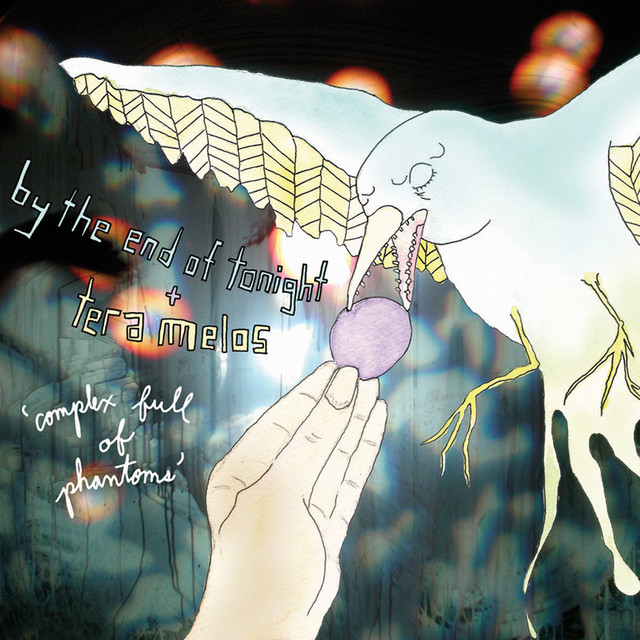 by the end of tonight
+
tera melos
'complex full
of
phantoms'